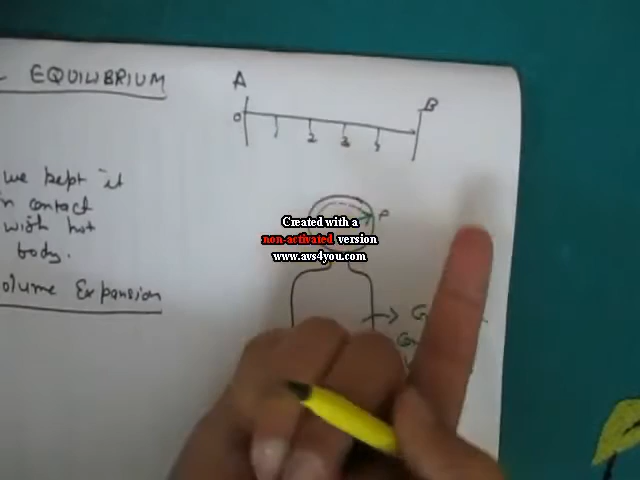 EQUILIBRIUM
we kept it
in contact
with hot
body.
Volume Expansion
A
B
0
1
2
3
P
Created with a
non-activated version
www.avs4you.com